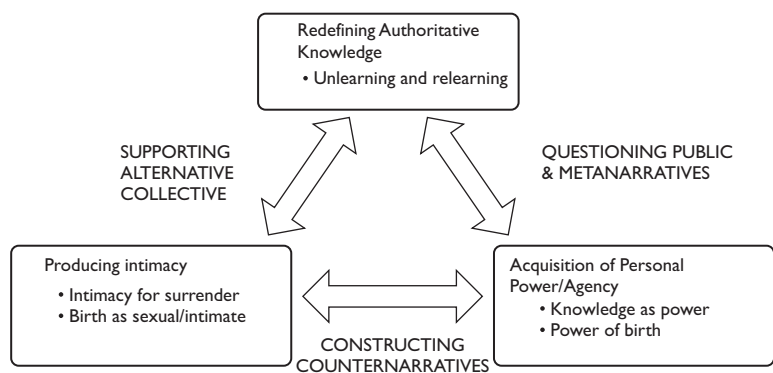 Redefining Authoritative
Knowledge
• Unlearning and relearning
SUPPORTING
ALTERNATIVE
COLLECTIVE
QUESTIONING PUBLIC
& METANARRATIVES
Producing intimacy
• Intimacy for surrender
• Birth as sexual/intimate
Acquisition of Personal
Power/Agency
• Knowledge as power
• Power of birth
CONSTRUCTING
COUNTERNARRATIVES